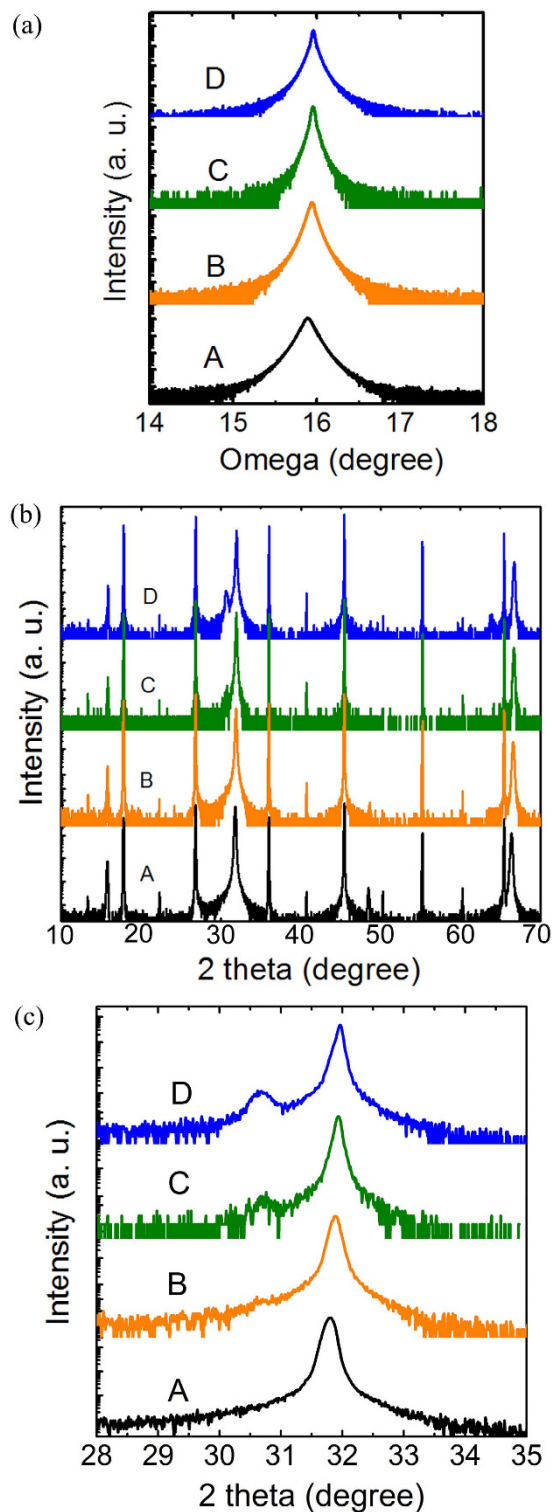 (a)
Intensity (a. u.)
D
C
B
A
14 15 16 17 18
Omega (degree)
(b)
Intensity (a. u.)
D
C
B
A
10 20 30 40 50 60 70
2 theta (degree)
(c)
Intensity (a. u.)
D
C
B
A
28 29 30 31 32 33 34 35
2 theta (degree)